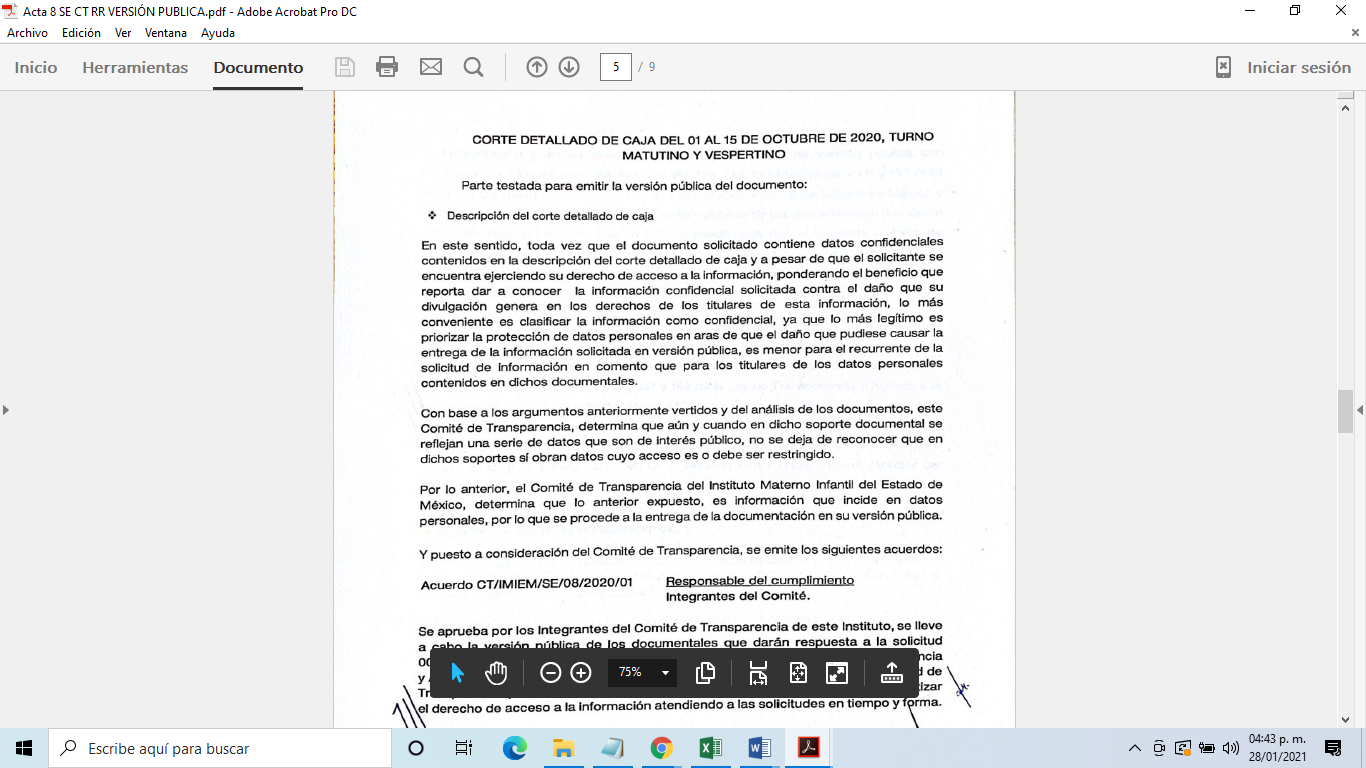 Acta 8 SE CT RR VERSIÓN PUBLICA.pdf - Adobe Acrobat Pro DC
Archivo Edición Ver Ventana Ayuda
Inicio Herramientas Documento 5 / 9 Iniciar sesión
CORTE DETALLADO DE CAJA DEL 01 AL 15 DE OCTUBRE DE 2020, TURNO
MATUTINO Y VESPERTINO
Parte testada para emitir la versión pública del documento:
❖ Descripción del corte detallado de caja
En este sentido, toda vez que el documento solicitado contiene datos confidenciales
contenidos en la descripción del corte detallado de caja y a pesar de que el solicitante se
encuentra ejerciendo su derecho de acceso a la información, ponderando el beneficio que
reporta dar a conocer la información confidencial solicitada contra el daño que su
divulgación genera en los derechos de los titulares de esta información, lo más
conveniente es clasificar la información como confidencial, ya que lo más legítimo es
priorizar la protección de datos personales en aras de que el daño que pudiese causar la
entrega de la información solicitada en versión pública, es menor para el recurrente de la
solicitud de información en comento que para los titulares de los datos personales
contenidos en dichos documentales.
Con base a los argumentos anteriormente vertidos y del análisis de los documentos, este
Comité de Transparencia, determina que aún y cuando en dicho soporte documental se
reflejan una serie de datos que son de interés público, no se deja de reconocer que en
dichos soportes sí obran datos cuyo acceso es o debe ser restringido.
Por lo anterior, el Comité de Transparencia del Instituto Materno Infantil del Estado de
México, determina que lo anterior expuesto, es información que incide en datos
personales, por lo que se procede a la entrega de la documentación en su versión pública.
Y puesto a consideración del Comité de Transparencia, se emite los siguientes acuerdos:
Acuerdo CT/IMIEM/SE/08/2020/01 Responsable del cumplimiento
Integrantes del Comité.
Se aprueba por los Integrantes del Comité de Transparencia de este Instituto, se lleve
a cabo la versión pública de los documentales que darán respuesta a la solicitud
el derecho de acceso a la información atendiendo a las solicitudes en tiempo y forma.
75%
Escribe aquí para buscar
04:43 p. m.
28/01/2021